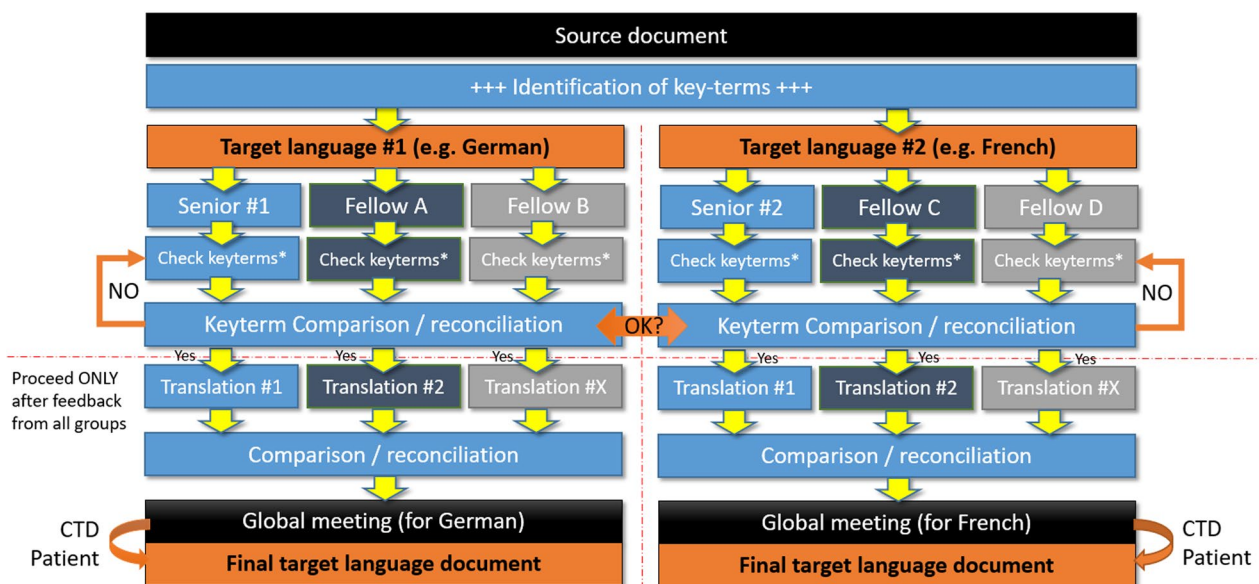 Source document
+++ Identification of key-terms +++
Target language #1 (e.g. German)
Target language #2 (e.g. French)
Senior #1
Fellow A
Fellow B
Senior #2
Fellow C
Fellow D
Check keyterms*
Check keyterms*
Check keyterms*
Check keyterms*
Check keyterms*
Check keyterms*
NO
NO
Keyterm Comparison / reconciliation
OK?
Keyterm Comparison / reconciliation
Yes
Yes
Yes
Yes
Yes
Yes
Proceed ONLY
after feedback
from all groups
Translation #1
Translation #2
Translation #X
Translation #1
Translation #2
Translation #X
Comparison / reconciliation
Comparison / reconciliation
Global meeting (for German)
Global meeting (for French)
CTD
Patient
CTD
Patient
Final target language document
Final target language document